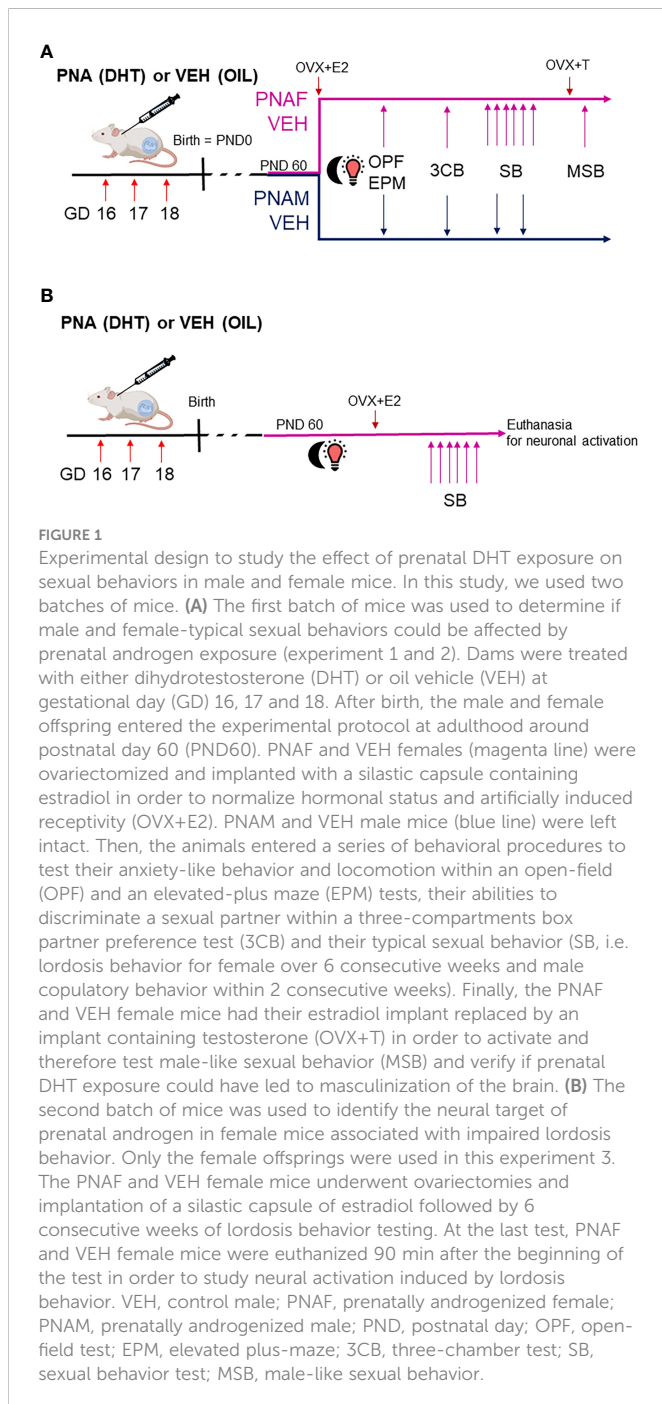 A
PNA (DHT) or VEH (OIL)
OVX+E2
OVX+T
PNAF
VEH
Birth = PND0
PND 60
OPF
EPM
3CB
SB
MSB
PNAM
VEH
GD 16 17 18
B
PNA (DHT) or VEH (OIL)
Birth
PND 60
OVX+E2
Euthanasia
for neuronal activation
GD 16 17 18
SB
FIGURE 1
Experimental design to study the effect of prenatal DHT exposure on
sexual behaviors in male and female mice. In this study, we used two
batches of mice. (A) The first batch of mice was used to determine if
male and female-typical sexual behaviors could be affected by
prenatal androgen exposure (experiment 1 and 2). Dams were treated
with either dihydrotestosterone (DHT) or oil vehicle (VEH) at
gestational day (GD) 16, 17 and 18. After birth, the male and female
offspring entered the experimental protocol at adulthood around
postnatal day 60 (PND60). PNAF and VEH females (magenta line) were
ovariectomized and implanted with a silastic capsule containing
estradiol in order to normalize hormonal status and artificially induced
receptivity (OVX+E2). PNAM and VEH male mice (blue line) were left
intact. Then, the animals entered a series of behavioral procedures to
test their anxiety-like behavior and locomotion within an open-field
(OPF) and an elevated-plus maze (EPM) tests, their abilities to
discriminate a sexual partner within a three-compartments box
partner preference test (3CB) and their typical sexual behavior (SB, i.e.
lordosis behavior for female over 6 consecutive weeks and male
copulatory behavior within 2 consecutive weeks). Finally, the PNAF
and VEH female mice had their estradiol implant replaced by an
implant containing testosterone (OVX+T) in order to activate and
therefore test male-like sexual behavior (MSB) and verify if prenatal
DHT exposure could have led to masculinization of the brain. (B) The
second batch of mice was used to identify the neural target of
prenatal androgen in female mice associated with impaired lordosis
behavior. Only the female offsprings were used in this experiment 3.
The PNAF and VEH female mice underwent ovariectomies and
implantation of a silastic capsule of estradiol followed by 6
consecutive weeks of lordosis behavior testing. At the last test, PNAF
and VEH female mice were euthanized 90 min after the beginning of
the test in order to study neural activation induced by lordosis
behavior. VEH, control male; PNAF, prenatally androgenized female;
PNAM, prenatally androgenized male; PND, postnatal day; OPF, open-
field test; EPM, elevated plus-maze; 3CB, three-chamber test; SB,
sexual behavior test; MSB, male-like sexual behavior.